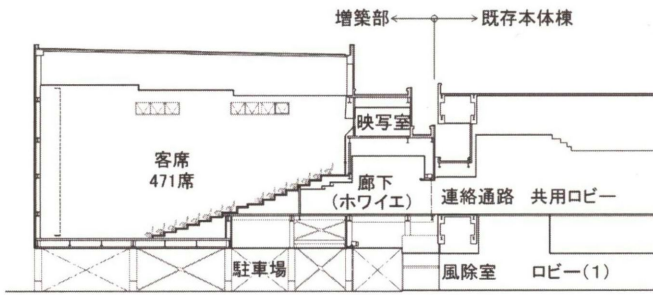 増築部 既存本体棟
映写室
客席
471席
廊下
(ホワイエ)
連絡通路 共用ロビー
駐車場
風除室 ロビー(1)